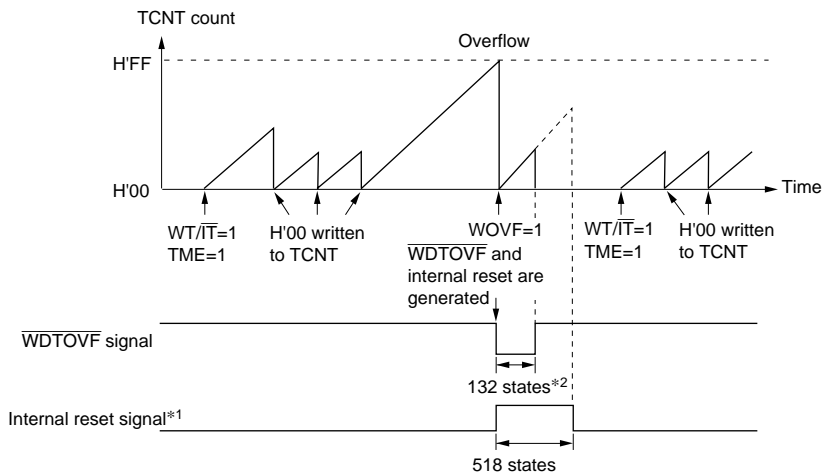 TCNT count
Overflow
H'FF
H'00
Time
WT/IT=1
TME=1
H'00 written
to TCNT
WOVF=1
WDTOVF and
internal reset are
generated
WT/IT=1
TME=1
H'00 written
to TCNT
WDTOVF signal
132 states*2
Internal reset signal*1
518 states